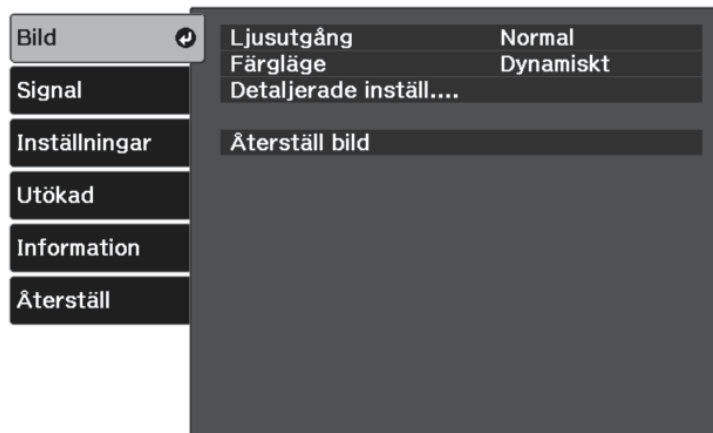 Bild
Signal
Inställningar
Utökad
Information
Återställ
Ljusutgång Normal
Färgläge Dynamiskt
Detaljerade inställ....
Återställ bild